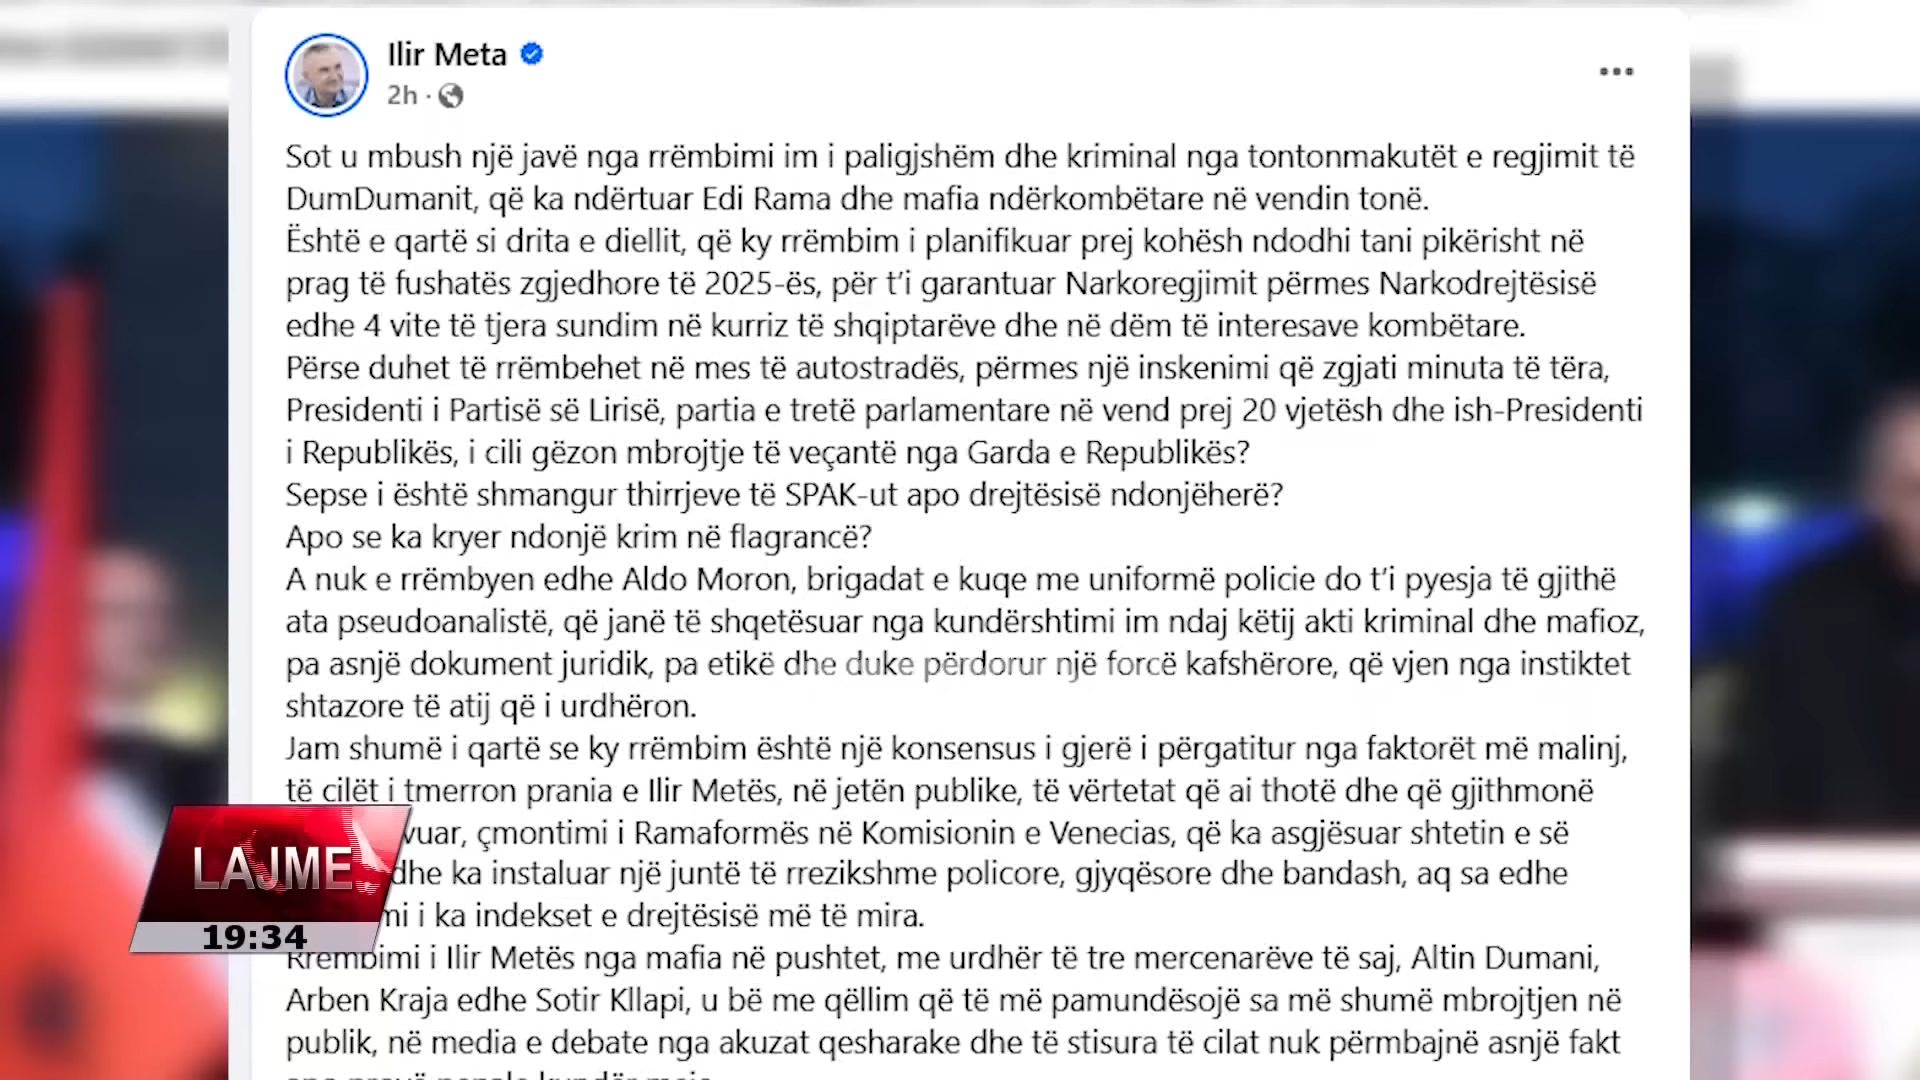 Ilir Meta
2h ·
Sot u mbush një javë nga rrëmbimi im i paligjshëm dhe kriminal nga tontonmakutët e regjimit të
DumDumanit, që ka ndërtuar Edi Rama dhe mafia ndërkombëtare në vendin tonë.
Është e qartë si drita e diellit, që ky rrëmbim i planifikuar prej kohësh ndodhi tani pikërisht në
prag të fushatës zgjedhore të 2025-ës, për t’i garantuar Narkoregjimit përmes Narkodrejtësisë
edhe 4 vite të tjera sundim në kurriz të shqiptarëve dhe në dëm të interesave kombëtare.
Përse duhet të rrëmbehet në mes të autostradës, përmes një inskenimi që zgjati minuta të tëra,
Presidenti i Partisë së Lirisë, partia e tretë parlamentare në vend prej 20 vjetësh dhe ish-Presidenti
i Republikës, i cili gëzon mbrojtje të veçantë nga Garda e Republikës?
Sepse i është shmangur thirrjeve të SPAK-ut apo drejtësisë ndonjëherë?
Apo se ka kryer ndonjë krim në flagrancë?
A nuk e rrëmbyen edhe Aldo Moron, brigadat e kuqe me uniformë policie do t’i pyesja të gjithë
ata pseudoanalistë, që janë të shqetësuar nga kundërshtimi im ndaj këtij akti kriminal dhe mafioz,
pa asnjë dokument juridik, pa etikë dhe duke përdorur një forcë kafshërore, që vjen nga instiktet
shtazore të atij që i urdhëron.
Jam shumë i qartë se ky rrëmbim është një konsensus i gjerë i përgatitur nga faktorët më malinj,
të cilët i tmerron prania e Ilir Metës, në jetën publike, të vërtetat që ai thotë dhe që gjithmonë
vuar, çmontimi i Ramaformës në Komisionin e Venecias, që ka asgjësuar shtetin e së
dhe ka instaluar një juntë të rrezikshme policore, gjyqësore dhe bandash, aq sa edhe
mi i ka indekset e drejtësisë më të mira.
Rrëmbimi i Ilir Metës nga mafia në pushtet, me urdhër të tre mercenarëve të saj, Altin Dumani,
Arben Kraja edhe Sotir Kllapi, u bë me qëllim që të më pamundësojë sa më shumë mbrojtjen në
publik, në media e debate nga akuzat qesharake dhe të stisura të cilat nuk përmbajnë asnjë fakt
LAJME
19:34